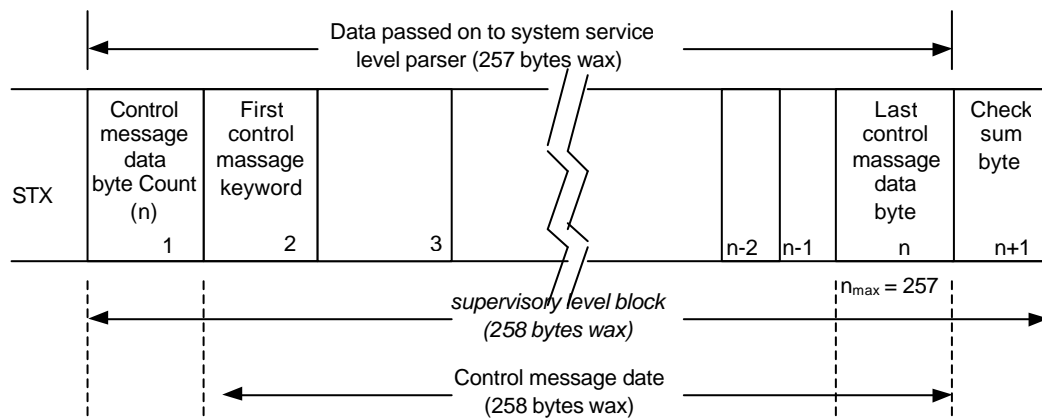 Data passed on to system service
level parser (257 bytes wax)
STX
Control
message
data
byte Count
(n)
1
First
control
massage
keyword
2
3
n-2
n-1
Last
control
massage
data
byte
n
Check
sum
byte
n+1
nmax = 257
supervisory level block
(258 bytes wax)
Control message date
(258 bytes wax)